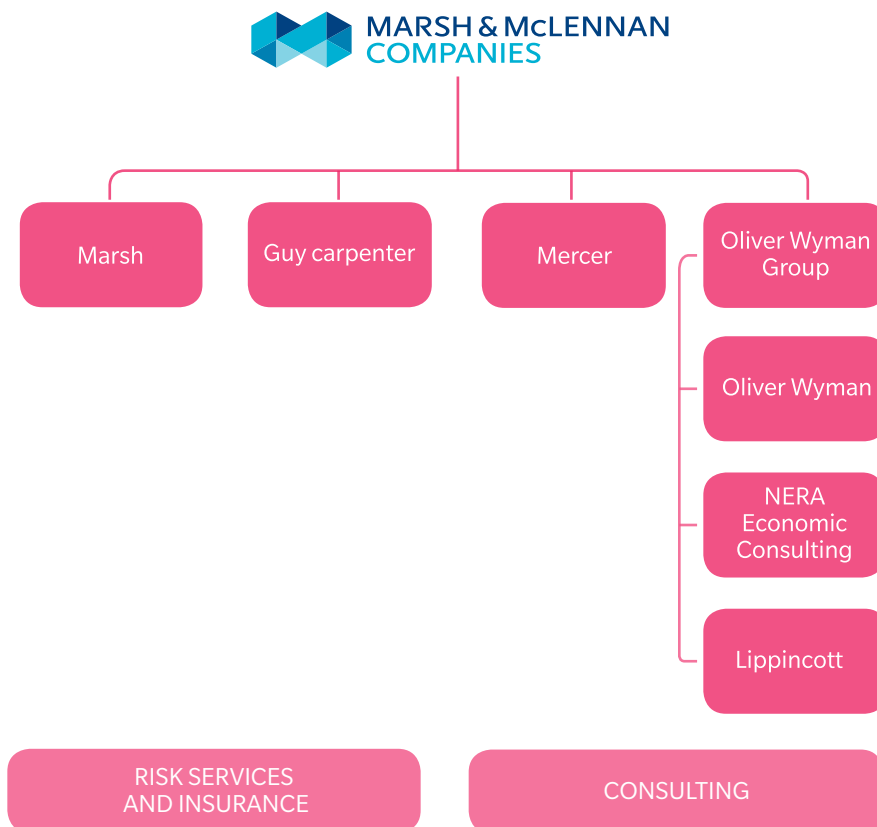 MARSH & McLENNAN
COMPANIES
Marsh
Guy carpenter
Mercer
Oliver Wyman
Group
Oliver Wyman
NERA
Economic
Consulting
Lippincott
RISK SERVICES
AND INSURANCE
CONSULTING